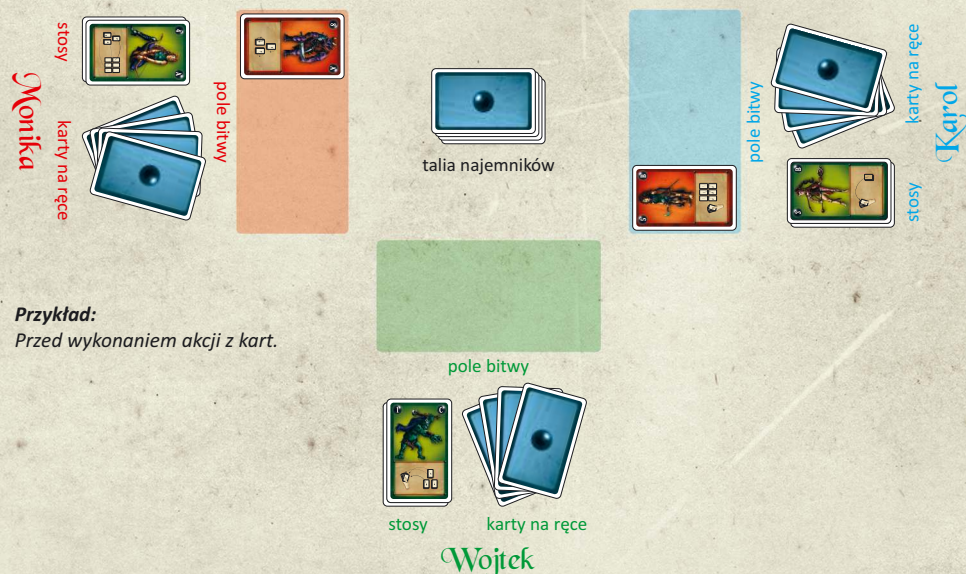 Monika
stosy
karty na ręce
pole bitwy
talia najemników
pole bitwy
karty na ręce
stosy
Karol
Przykład:
Przed wykonaniem akcji z kart.
pole bitwy
stosy
karty na ręce
Wojtek